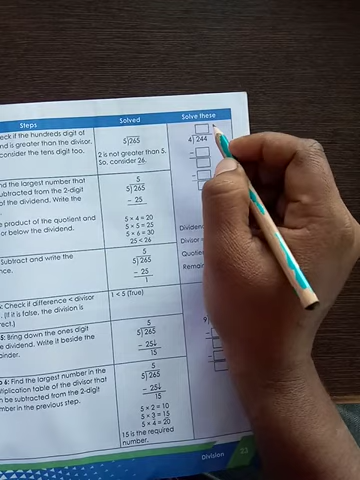 Steps
Solved
Solve these
eck if the hundreds digit of
nd is greater than the divisor.
consider the tens digit too.
5)265
2 is not greater than 5.
So, consider 26.
4)244
−
−
nd the largest number that
subtracted from the 2-digit
of the dividend. Write the
e product of the quotient and
or below the dividend.
5
5)265
− 25
5 × 4 = 20
5 × 5 = 25
5 × 6 = 30
25 < 26
Dividend
Divisor =
Quotie
Remain
Subtract and write the
nce.
5
5)265
− 25
1
: Check if difference < divisor
. (If it is false, the division is
rect.)
1 < 5 (True)
5: Bring down the ones digit
e dividend. Write it beside the
ainder.
5
5)265
− 25↓
15
9)
−
−
p 6: Find the largest number in the
ltiplication table of the divisor that
n be subtracted from the 2-digit
mber in the previous step.
5
5)265
− 25↓
15
5 × 2 = 10
5 × 3 = 15
5 × 4 = 20
15 is the required
number.
Division
33